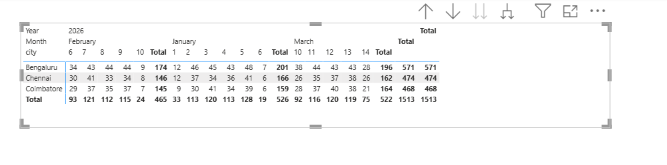 Year 2026 Total
Month February January March Total
city 6 7 8 9 10 Total 1 2 3 4 5 6 Total 10 11 12 13 14 Total
Bengaluru 34 43 44 44 9 174 12 46 45 43 48 7 201 38 44 43 43 28 196 571 571
Chennai 30 41 33 34 8 146 12 37 34 36 41 6 166 26 35 37 38 26 162 474 474
Coimbatore 29 37 35 37 7 145 9 30 41 34 39 6 159 28 37 40 38 21 164 468 468
Total 93 121 112 115 24 465 33 113 120 113 128 19 526 92 116 120 119 75 522 1513 1513